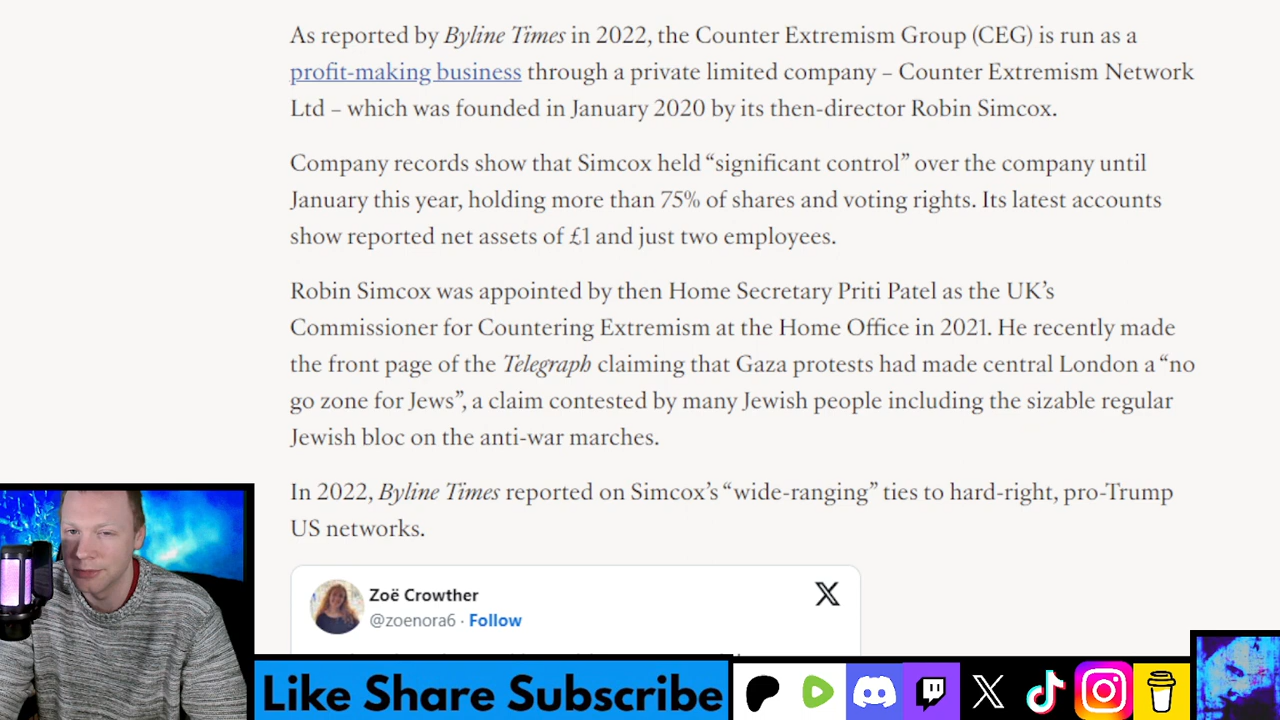 As reported by Byline Times in 2022, the Counter Extremism Group (CEG) is run as a
profit-making business through a private limited company – Counter Extremism Network
Ltd – which was founded in January 2020 by its then-director Robin Simcox.
Company records show that Simcox held “significant control” over the company until
January this year, holding more than 75% of shares and voting rights. Its latest accounts
show reported net assets of £1 and just two employees.
Robin Simcox was appointed by then Home Secretary Priti Patel as the UK’s
Commissioner for Countering Extremism at the Home Office in 2021. He recently made
the front page of the Telegraph claiming that Gaza protests had made central London a “no
go zone for Jews”, a claim contested by many Jewish people including the sizable regular
Jewish bloc on the anti-war marches.
In 2022, Byline Times reported on Simcox’s “wide-ranging” ties to hard-right, pro-Trump
US networks.
Zoë Crowther
@zoenora6 · Follow
Like Share Subscribe